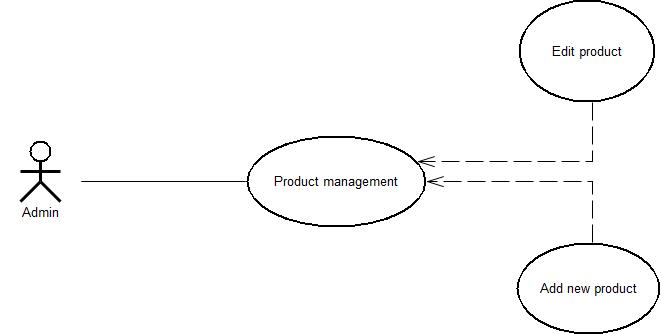 Edit product
Product management
Admin
Add new product